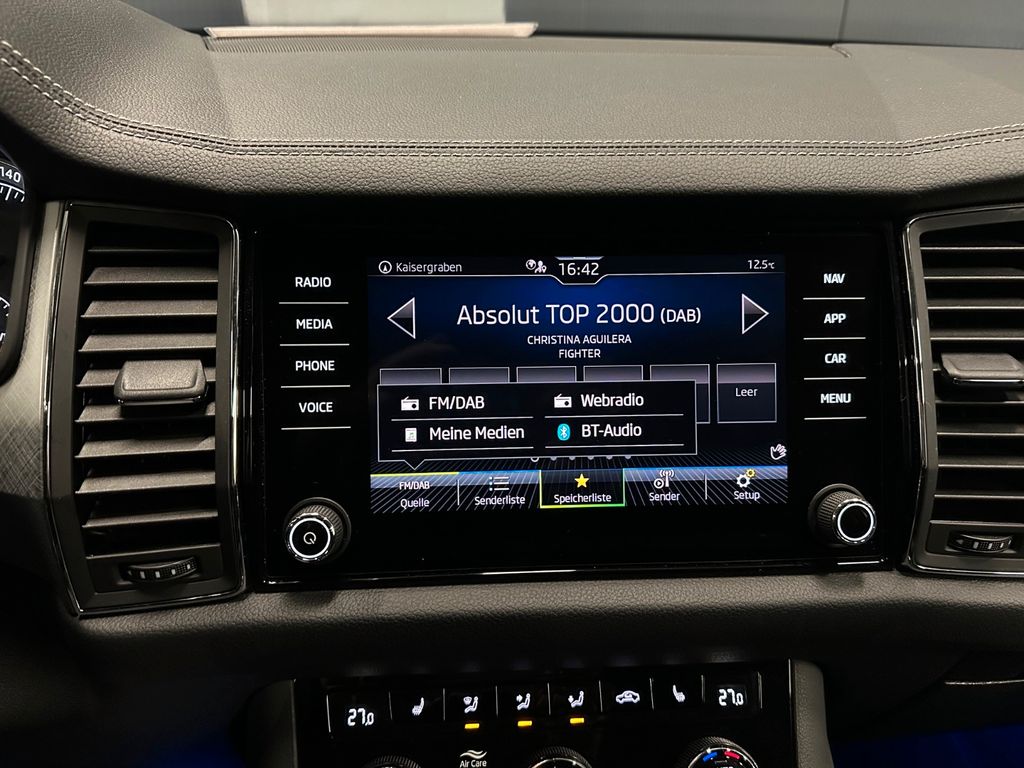 140
RADIO
MEDIA
PHONE
VOICE
Kaisergraben
16:42
12.5°C
Absolut TOP 2000 (DAB)
CHRISTINA AGUILERA
FIGHTER
Leer
FM/DAB
Webradio
Meine Medien
BT-Audio
FM/DAB
Quelle
Senderliste
Speicherliste
Sender
Setup
NAV
APP
CAR
MENU
27.0
27.0
Air Care